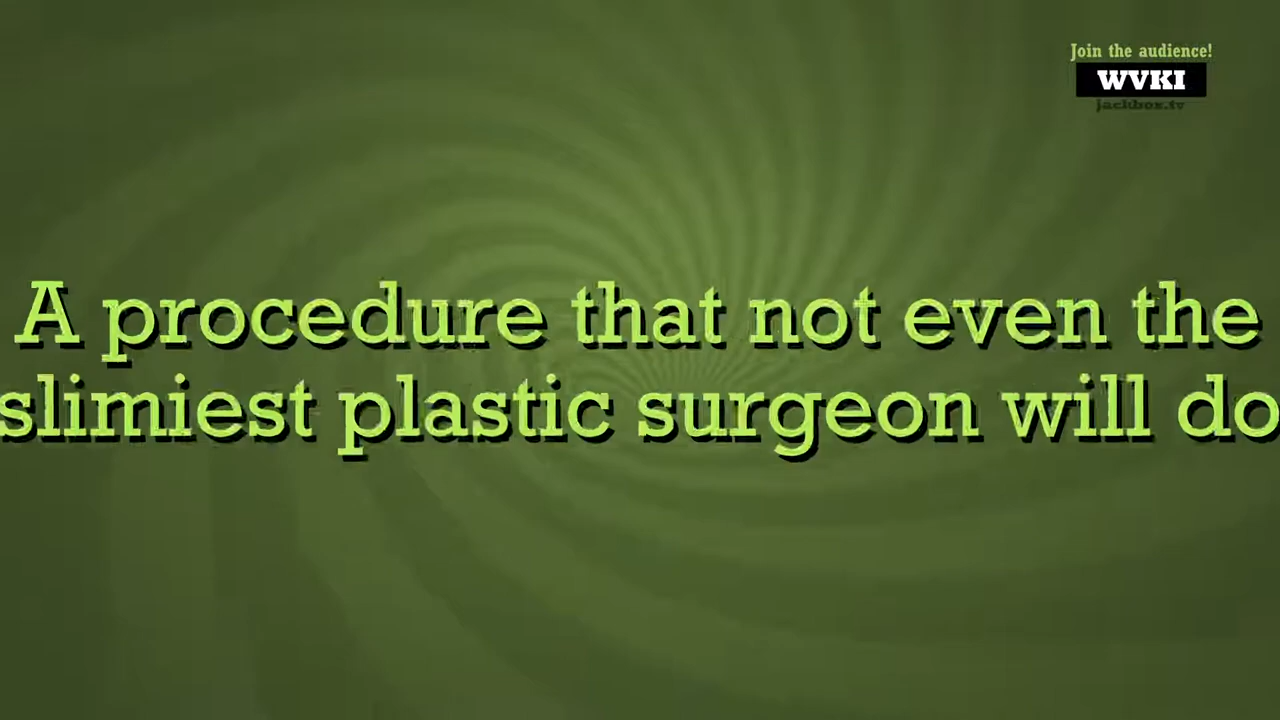 Join the audience!
WVKI
jackbox.tv
A procedure that not even the
slimiest plastic surgeon will do